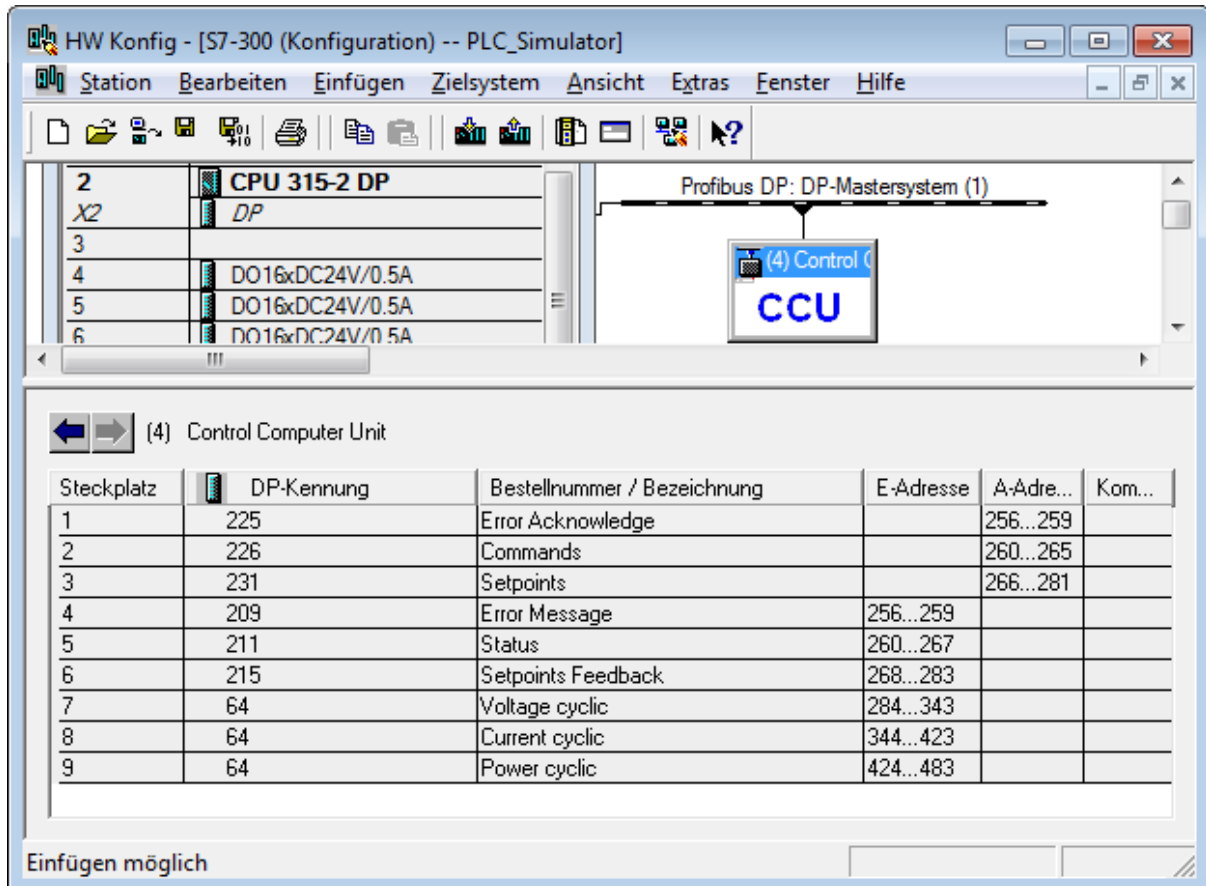 HW Konfig - [S7-300 (Konfiguration) -- PLC_Simulator]
Station Bearbeiten Einfügen Zielsystem Ansicht Extras Fenster Hilfe
2 CPU 315-2 DP
X2 DP
3
4 DO16xDC24V/0.5A
5 DO16xDC24V/0.5A
6 DO16xDC24V/0.5A
Profibus DP: DP-Mastersystem (1)
(4) Control C
CCU
(4) Control Computer Unit
Steckplatz DP-Kennung Bestellnummer / Bezeichnung E-Adresse A-Adre... Kom...
1 225 Error Acknowledge 256...259
2 226 Commands 260...265
3 231 Setpoints 266...281
4 209 Error Message 256...259
5 211 Status 260...267
6 215 Setpoints Feedback 268...283
7 64 Voltage cyclic 284...343
8 64 Current cyclic 344...423
9 64 Power cyclic 424...483
Einfügen möglich